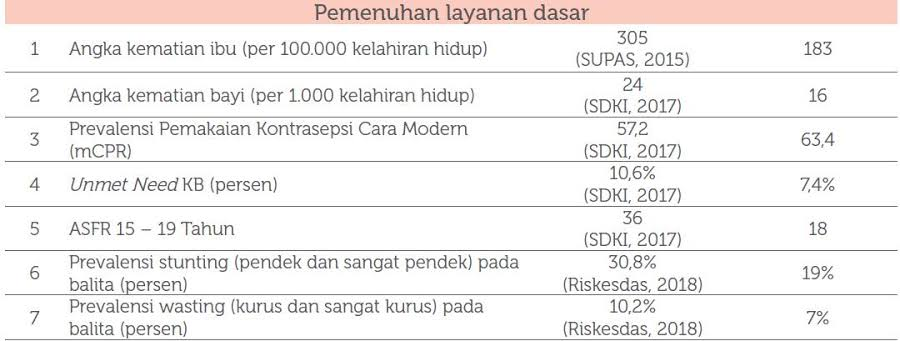 Pemenuhan layanan dasar
1 Angka kematian ibu (per 100.000 kelahiran hidup) 305 (SUPAS, 2015) 183
2 Angka kematian bayi (per 1.000 kelahiran hidup) 24 (SDKI, 2017) 16
3 Prevalensi Pemakaian Kontrasepsi Cara Modern (mCPR) 57,2 (SDKI, 2017) 63,4
4 Unmet Need KB (persen) 10,6% (SDKI, 2017) 7,4%
5 ASFR 15 – 19 Tahun 36 (SDKI, 2017) 18
6 Prevalensi stunting (pendek dan sangat pendek) pada balita (persen) 30,8% (Riskesdas, 2018) 19%
7 Prevalensi wasting (kurus dan sangat kurus) pada balita (persen) 10,2% (Riskesdas, 2018) 7%